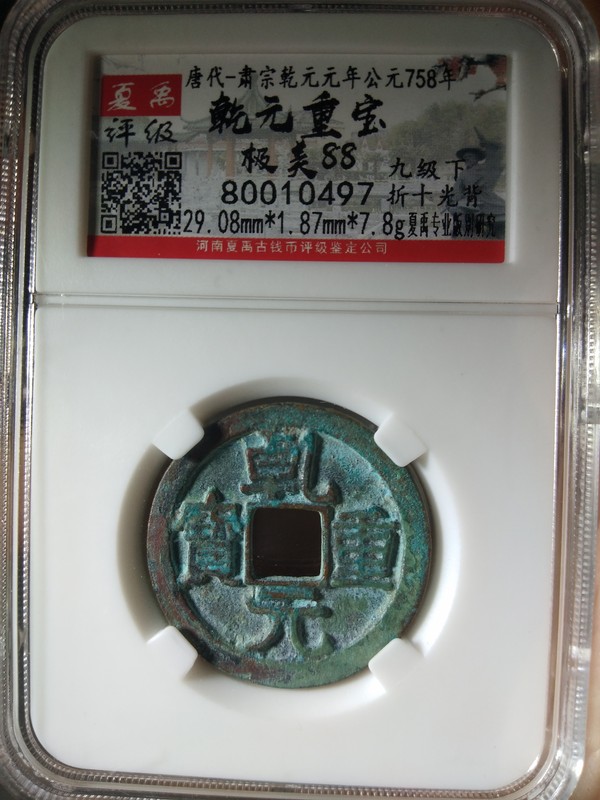 唐代-肃宗乾元元年公元758年
夏禹
评级
乾元重宝
极美88
九级下
80010497 折十光背
29.08mm*1.87mm*7.8g夏禹专业版别研究
河南夏禹古钱币评级鉴定公司
乾元重寶